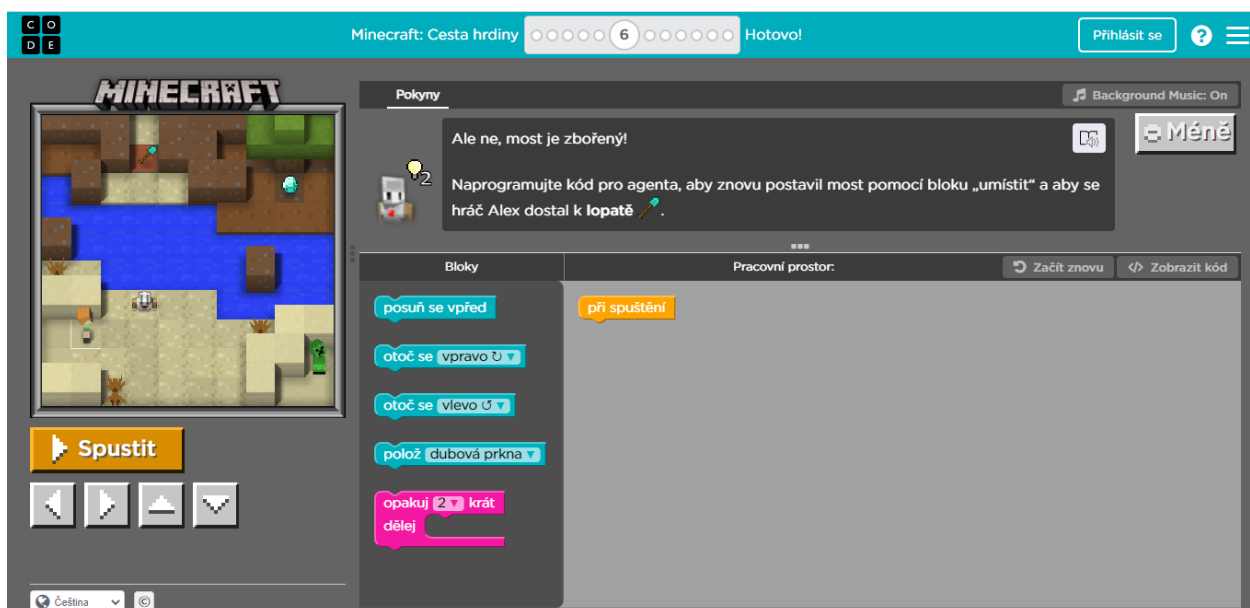 C O
D E
Minecraft: Cesta hrdiny 6 Hotovo!
Přihlásit se ?
MINECRAFT
Pokyny
Background Music: On
Ale ne, most je zbořený!
Méně
2
Naprogramujte kód pro agenta, aby znovu postavil most pomocí bloku „umístit“ a aby se
hráč Alex dostal k lopatě .
Bloky
Pracovní prostor:
Začít znovu
Zobrazit kód
posuň se vpřed
při spuštění
otoč se vpravo ↻ ▼
otoč se vlevo ↺ ▼
polož dubová prkna ▼
opakuj 2 ▼ krát
dělej
Spustit
Čeština
©